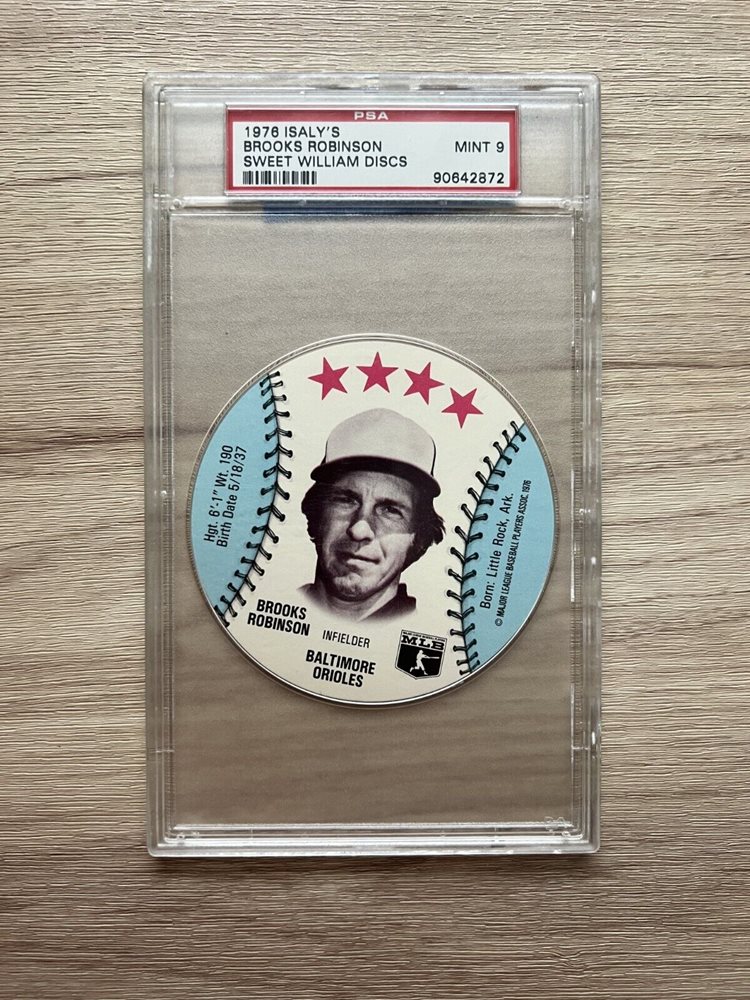 PSA
1976 ISALY'S
BROOKS ROBINSON MINT 9
SWEET WILLIAM DISCS
90642872
Hgt. 6'-1" Wt. 190
Birth Date 5/18/37
Born: Little Rock, Ark.
© MAJOR LEAGUE BASEBALL PLAYERS ASSOC. 1976
BROOKS
ROBINSON
INFIELDER
BALTIMORE
ORIOLES
MLB